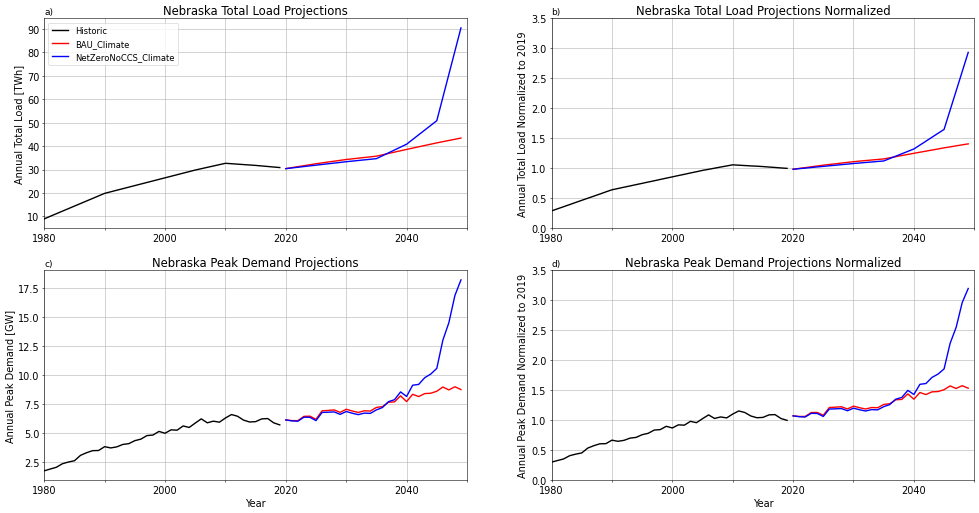 a)
Nebraska Total Load Projections
Annual Total Load [TWh]
90
80
70
60
50
40
30
20
10
Historic
BAU_Climate
NetZeroNoCCS_Climate
1980
2000
2020
2040
b)
Nebraska Total Load Projections Normalized
Annual Total Load Normalized to 2019
3.5
3.0
2.5
2.0
1.5
1.0
0.5
0.0
1980
2000
2020
2040
c)
Nebraska Peak Demand Projections
Annual Peak Demand [GW]
17.5
15.0
12.5
10.0
7.5
5.0
2.5
1980
2000
2020
2040
Year
d)
Nebraska Peak Demand Projections Normalized
Annual Peak Demand Normalized to 2019
3.5
3.0
2.5
2.0
1.5
1.0
0.5
0.0
1980
2000
2020
2040
Year